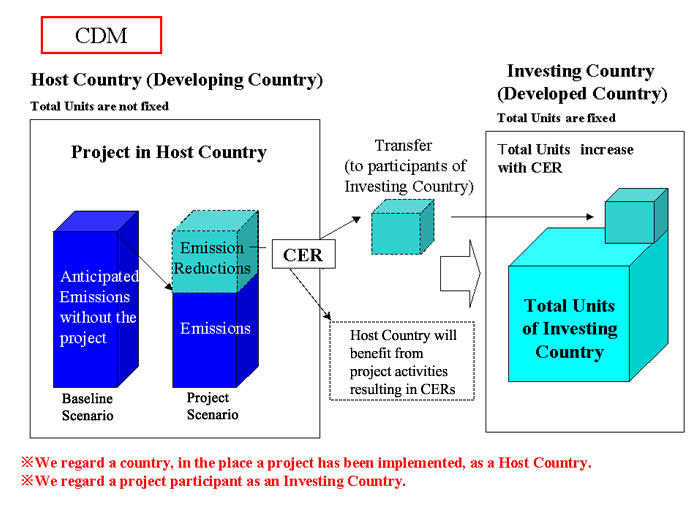 CDM
Host Country (Developing Country)
Total Units are not fixed
Investing Country
(Developed Country)
Total Units are fixed
Project in Host Country
Transfer
(to participants of
Investing Country)
Total Units increase
with CER
Anticipated
Emissions
without the
project
Emission
Reductions
Emissions
CER
Host Country will
benefit from
project activities
resulting in CERs
Total Units
of Investing
Country
Baseline
Scenario
Project
Scenario
※We regard a country, in the place a project has been implemented, as a Host Country.
※We regard a project participant as an Investing Country.